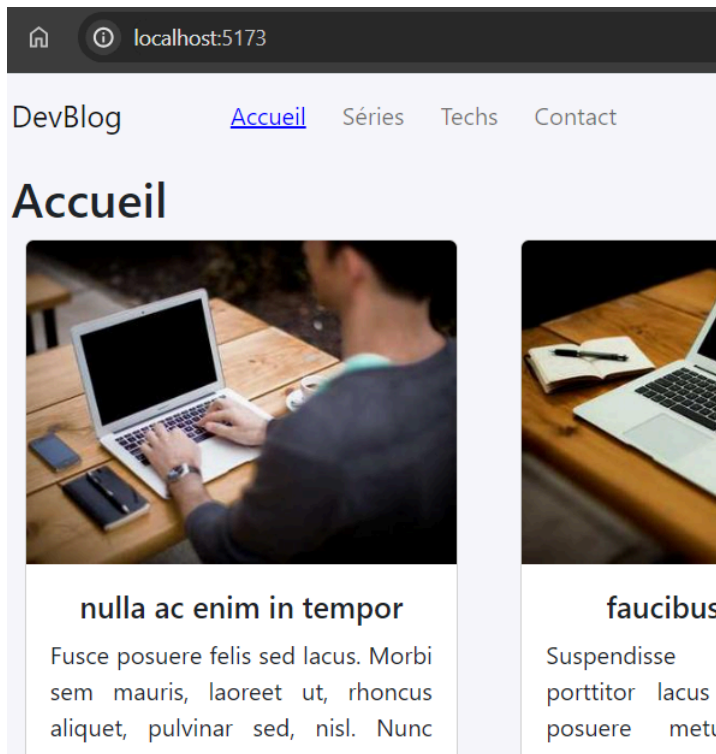 localhost:5173
DevBlog Accueil Séries Techs Contact
Accueil
nulla ac enim in tempor
Fusce posuere felis sed lacus. Morbi
sem mauris, laoreet ut, rhoncus
aliquet, pulvinar sed, nisl. Nunc
faucibus
Suspendisse
porttitor lacus
posuere